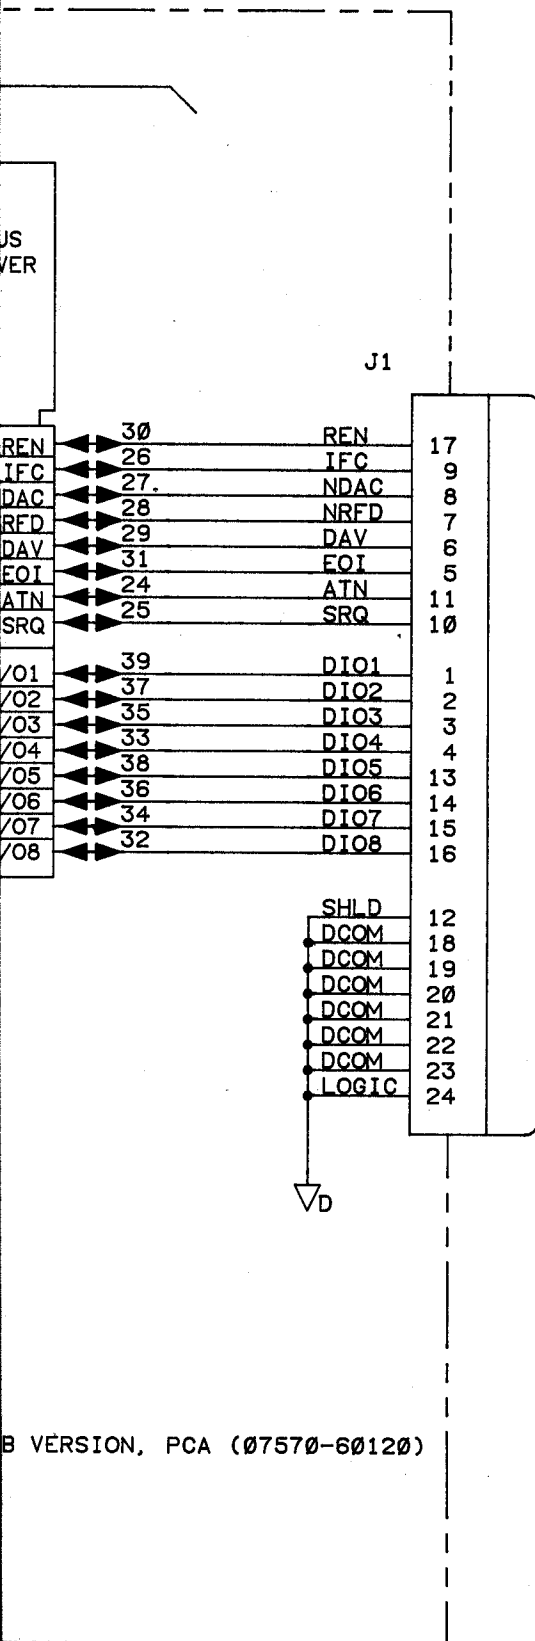 US
VER
J1
REN 30 REN 17
IFC 26 IFC 9
NDAC 27. NDAC 8
RFD 28 NRFD 7
DAV 29 DAV 6
EOI 31 EOI 5
ATN 24 ATN 11
SRQ 25 SRQ 10
/O1 39 DIO1 1
/O2 37 DIO2 2
/O3 35 DIO3 3
/O4 33 DIO4 4
/O5 38 DIO5 13
/O6 36 DIO6 14
/O7 34 DIO7 15
/O8 32 DIO8 16
SHLD 12
DCOM 18
DCOM 19
DCOM 20
DCOM 21
DCOM 22
DCOM 23
LOGIC 24
D
B VERSION, PCA (07570-60120)